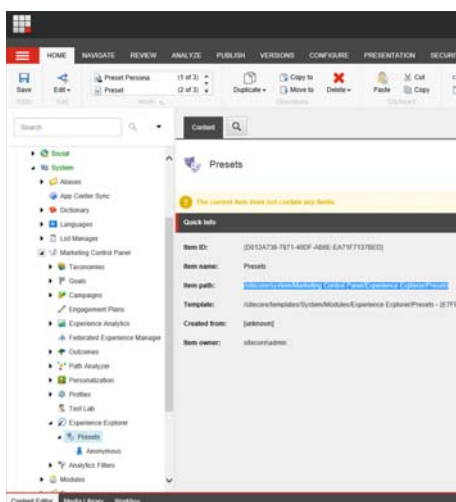 HOME NAVIGATE REVIEW ANALYZE PUBLISH VERSIONS CONFIGURE PRESENTATION SECURI
Save
Edit
Preset Persona (1 of 3)
Preset (2 of 3)
Duplicate
Copy to
Move to
Delete
Paste
Cut
Copy
Operations
Clipboard
Search
Content
Social
System
Aliases
App Center Sync
Dictionary
Languages
List Manager
Marketing Control Panel
Taxonomies
Goals
Campaigns
Engagement Plans
Experience Analytics
Federated Experience Manager
Outcomes
Path Analyzer
Personalization
Profiles
Test Lab
Experience Explorer
Presets
Anonymous
Analytics Filters
Modules
Presets
The current item does not contain any fields.
Quick Info
Item ID:
Item name: Presets
Item path: /sitecore/system/Marketing Control Panel/Experience Explorer/Presets
Template: /sitecore/templates/System/Modules/Experience Explorer/Presets - {E7F
Created from: [unknown]
Item owner: sitecore\admin
Content Editor Media Library Workbox